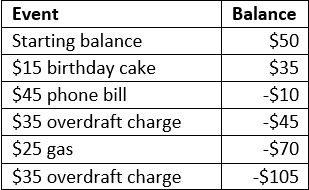 Event Balance
Starting balance $50
$15 birthday cake $35
$45 phone bill -$10
$35 overdraft charge -$45
$25 gas -$70
$35 overdraft charge -$105